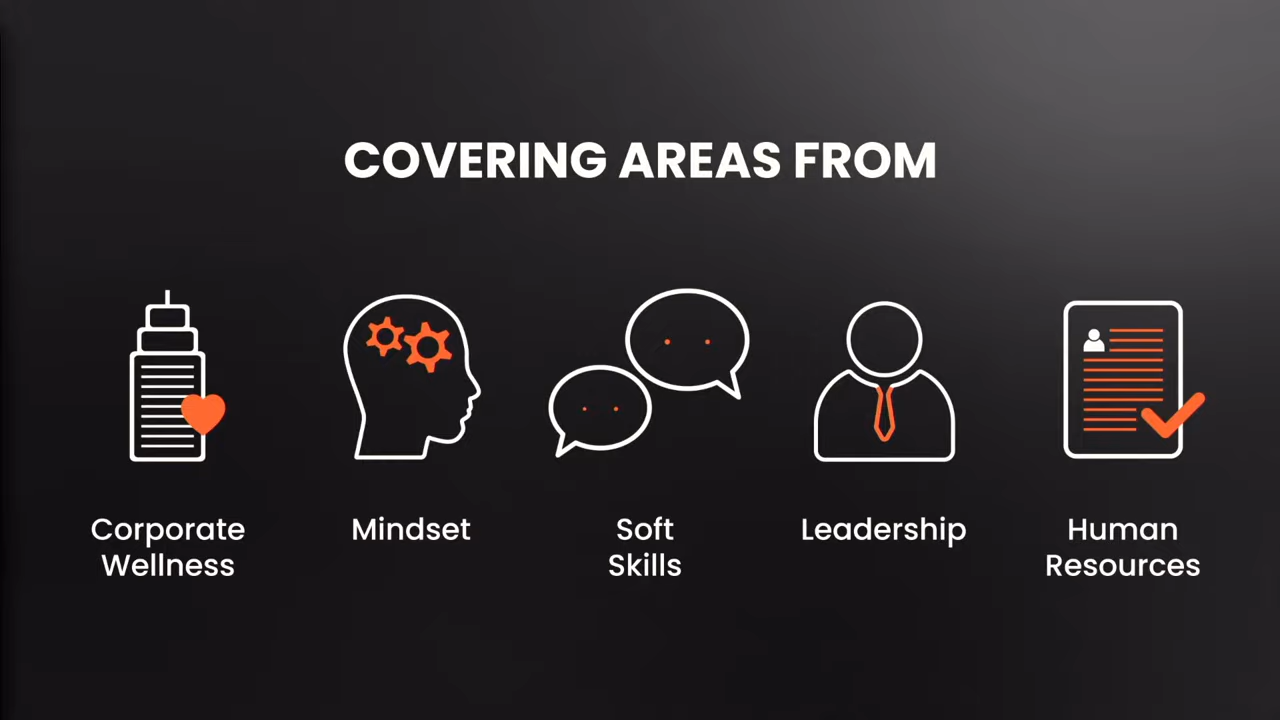 COVERING AREAS FROM
Corporate
Wellness
Mindset
Soft
Skills
Leadership
Human
Resources